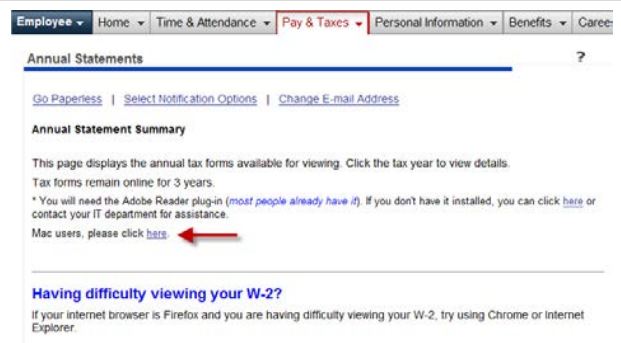 Employee Home Time & Attendance Pay & Taxes Personal Information Benefits Caree
Annual Statements ?
Go Paperless | Select Notification Options | Change E-mail Address
Annual Statement Summary
This page displays the annual tax forms available for viewing. Click the tax year to view details.
Tax forms remain online for 3 years.
* You will need the Adobe Reader plug-in (most people already have it). If you don't have it installed, you can click here or
contact your IT department for assistance.
Mac users, please click here.
Having difficulty viewing your W-2?
If your internet browser is Firefox and you are having difficulty viewing your W-2, try using Chrome or Internet
Explorer.